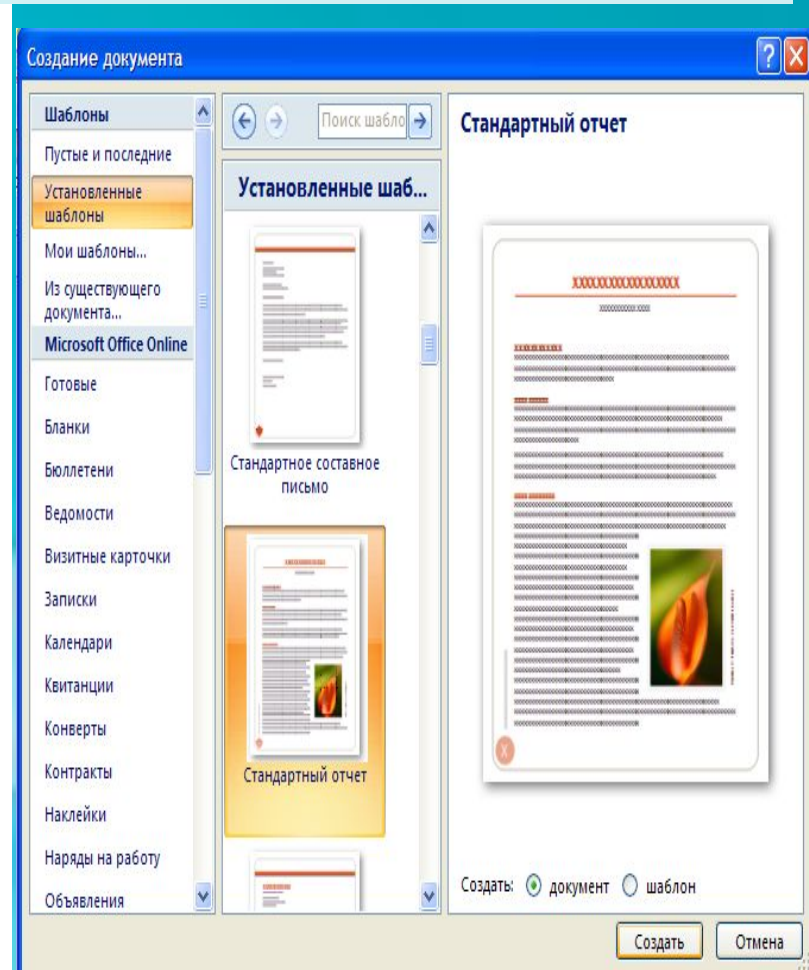 Создание документа
Шаблоны
Пустые и последние
Установленные
шаблоны
Мои шаблоны...
Из существующего
документа...
Microsoft Office Online
Готовые
Бланки
Бюллетени
Ведомости
Визитные карточки
Записки
Календари
Квитанции
Конверты
Контракты
Наклейки
Наряды на работу
Объявления
Поиск шабло
Установленные шаб...
Стандартное составное
письмо
Стандартный отчет
Стандартный отчет
Создать: документ шаблон
Создать Отмена